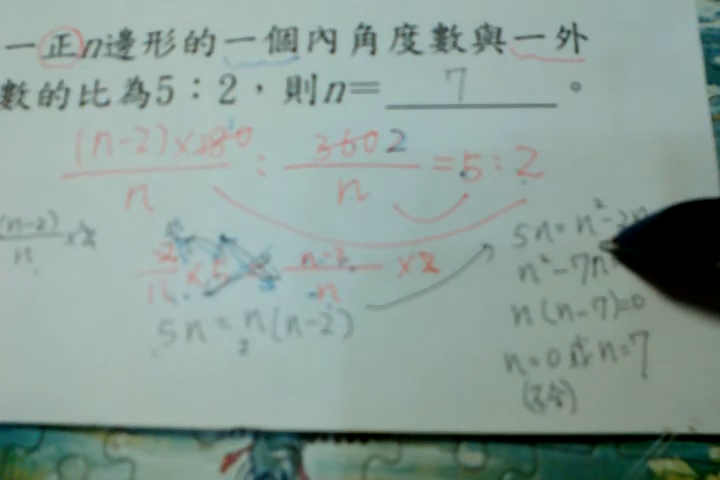 一正n邊形的一個內角度數與一外
數的比為5：2，則n=  7  。
(n-2)×180/n : 360 2/n = 5:2
(n-2)/n ×2
n-2/n ×2
5n = n(n-2)
5n=n²-2n
n²-7n=
n(n-7)=0
n=0 或 n=7
(不合)